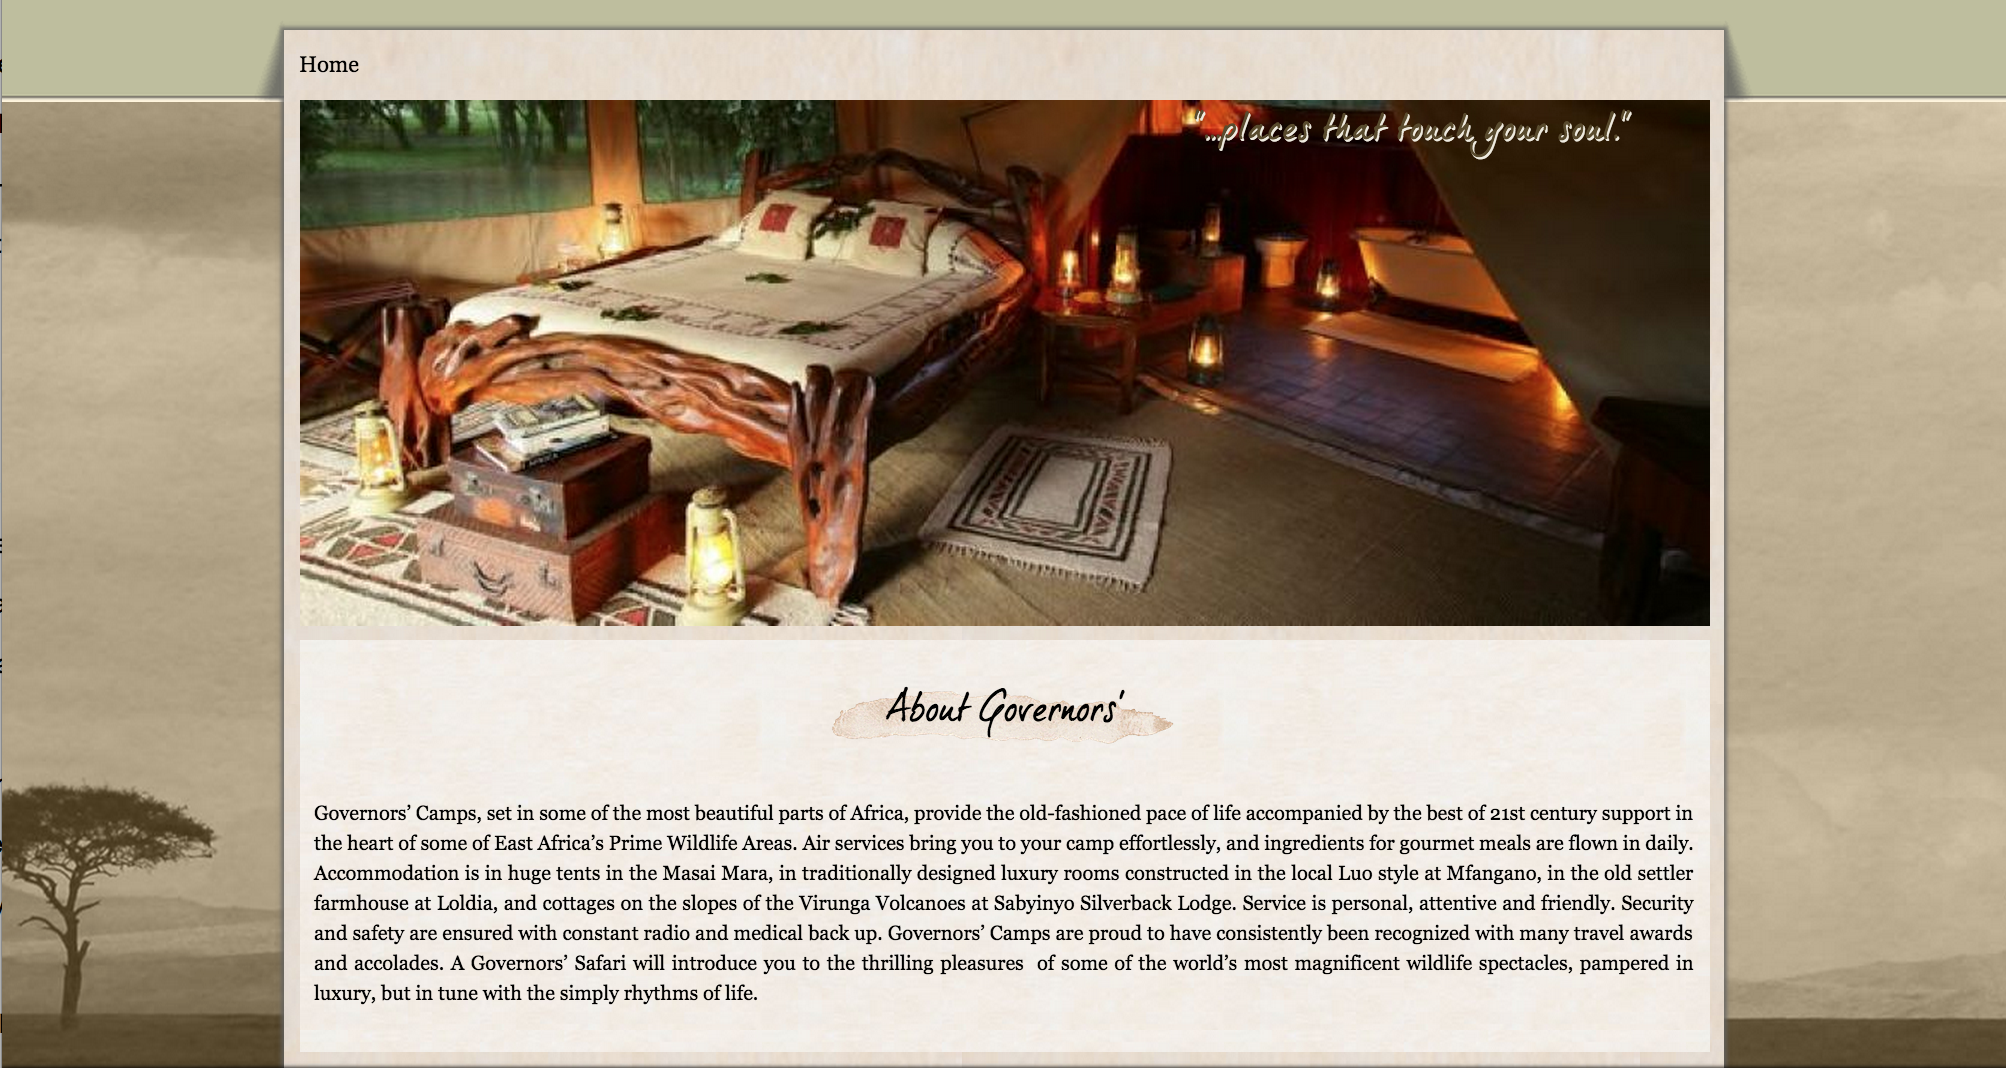 Home
"...places that touch your soul."
About Governors'
Governors’ Camps, set in some of the most beautiful parts of Africa, provide the old-fashioned pace of life accompanied by the best of 21st century support in
the heart of some of East Africa’s Prime Wildlife Areas. Air services bring you to your camp effortlessly, and ingredients for gourmet meals are flown in daily.
Accommodation is in huge tents in the Masai Mara, in traditionally designed luxury rooms constructed in the local Luo style at Mfangano, in the old settler
farmhouse at Loldia, and cottages on the slopes of the Virunga Volcanoes at Sabyinyo Silverback Lodge. Service is personal, attentive and friendly. Security
and safety are ensured with constant radio and medical back up. Governors’ Camps are proud to have consistently been recognized with many travel awards
and accolades. A Governors’ Safari will introduce you to the thrilling pleasures  of some of the world’s most magnificent wildlife spectacles, pampered in
luxury, but in tune with the simply rhythms of life.